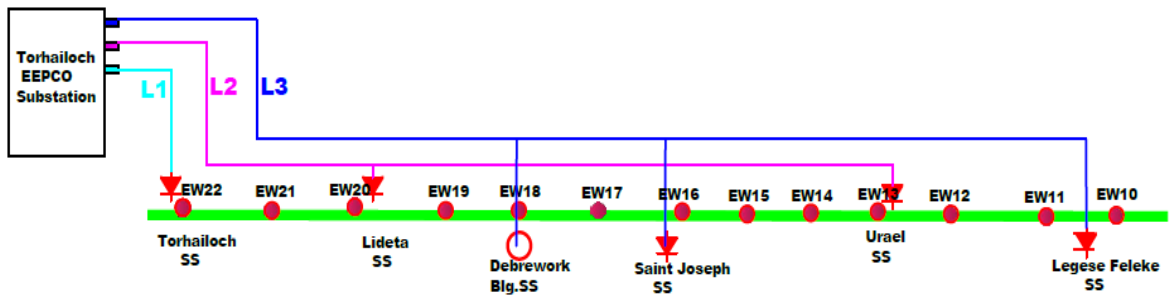 Torhailoch
EEPCO
Substation
L1
L2
L3
EW22
EW21
EW20
EW19
EW18
EW17
EW16
EW15
EW14
EW13
EW12
EW11
EW10
Torhailoch
SS
Lideta
SS
Debrework
Blg.SS
Saint Joseph
SS
Urael
SS
Legese Feleke
SS